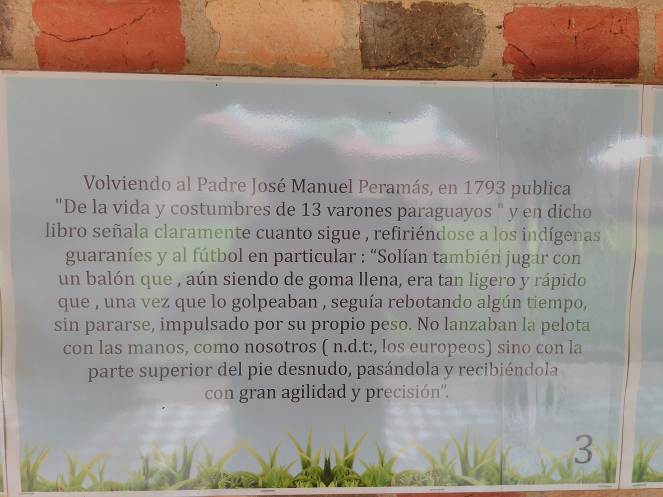 Volviendo al Padre José Manuel Peramás, en 1793 publica
"De la vida y costumbres de 13 varones paraguayos " y en dicho
libro señala claramente cuanto sigue , refiriéndose a los indígenas
guaraníes y al fútbol en particular : "Solían también jugar con
un balón que , aún siendo de goma llena, era tan ligero y rápido
que , una vez que lo golpeaban , seguía rebotando algún tiempo,
sin pararse, impulsado por su propio peso. No lanzaban la pelota
con las manos, como nosotros ( n.d.t:, los europeos) sino con la
parte superior del pie desnudo, pasándola y recibiéndola
con gran agilidad y precisión".
3